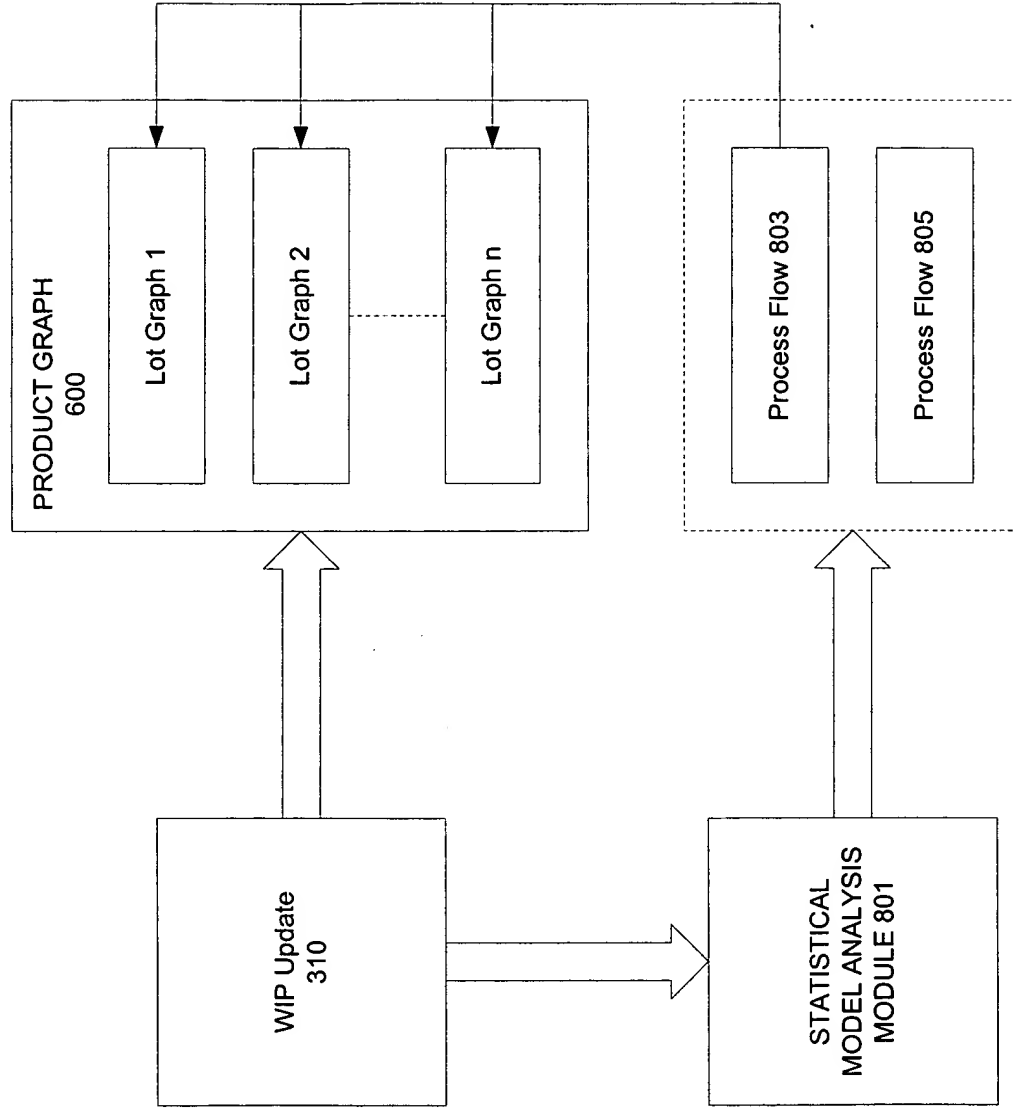 PRODUCT GRAPH
600
Lot Graph 1
Lot Graph 2
Lot Graph n
WIP Update
310
STATISTICAL
MODEL ANALYSIS
MODULE 801
Process Flow 803
Process Flow 805